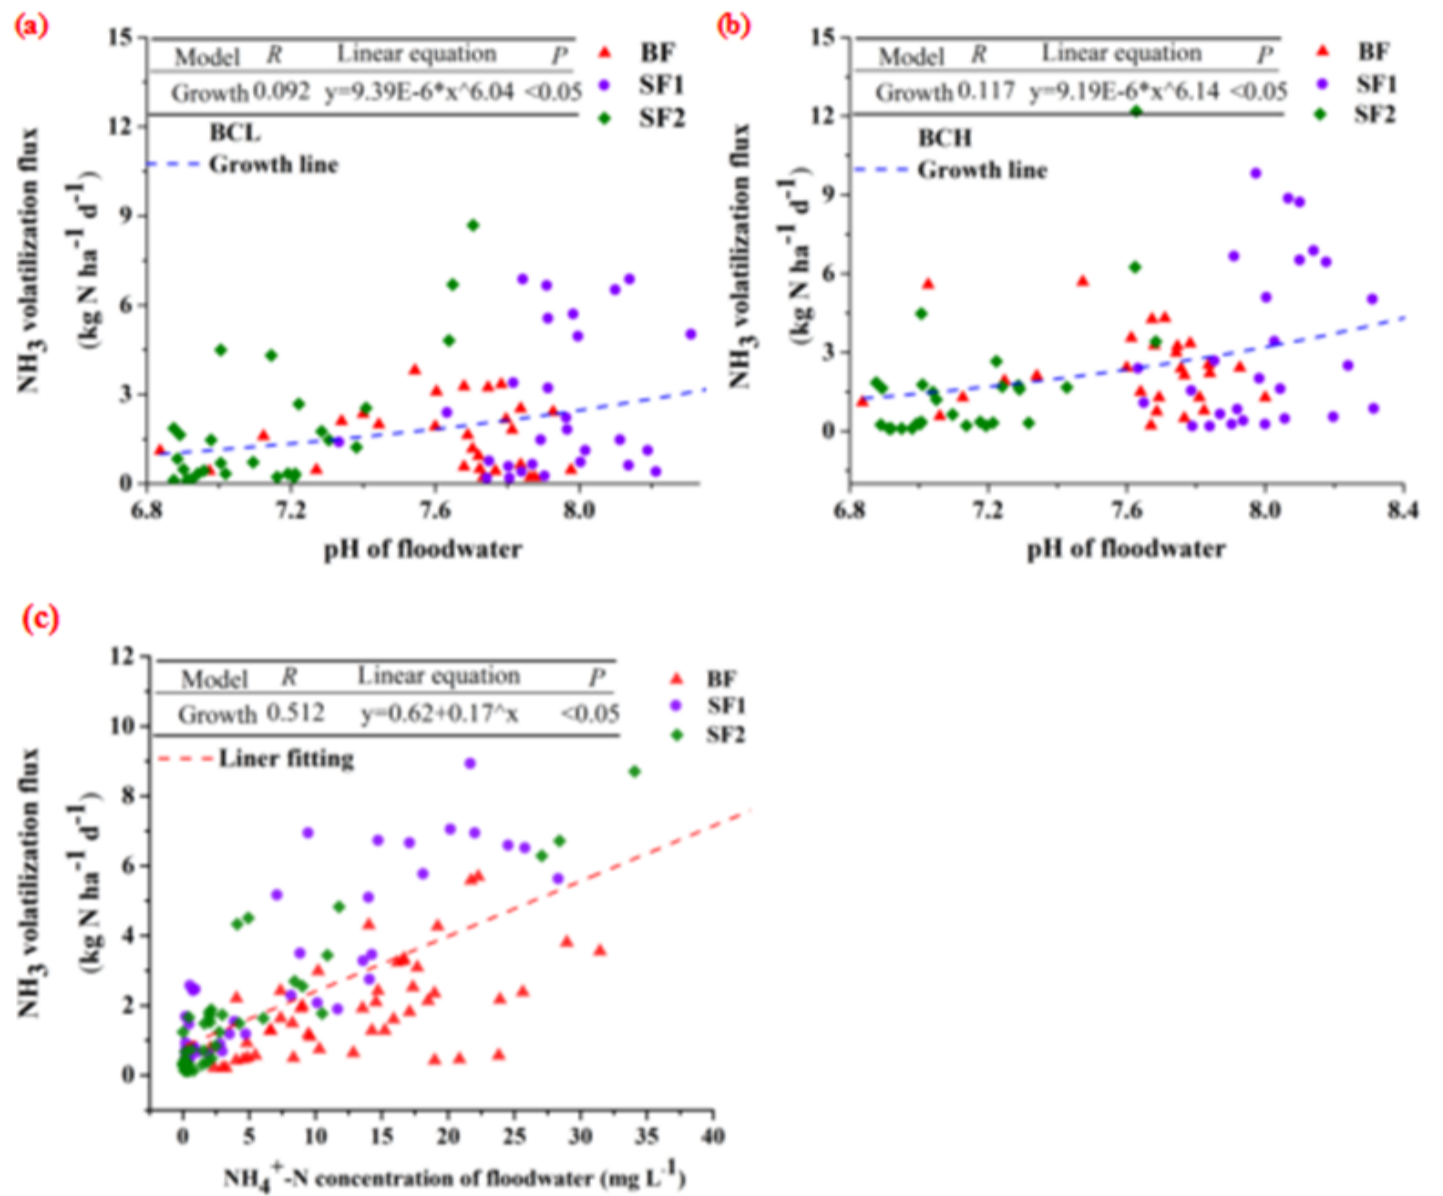 (a)
15
12
9
6
3
0
NH3 volatilization flux
(kg N ha-1 d-1)
Model R Linear equation P
Growth 0.092 y=9.39E-6*x^6.04 <0.05
BCL
Growth line
BF
SF1
SF2
6.8 7.2 7.6 8.0
pH of floodwater
(b)
15
12
9
6
3
0
NH3 volatilization flux
(kg N ha-1 d-1)
Model R Linear equation P
Growth 0.117 y=9.19E-6*x^6.14 <0.05
BCH
Growth line
BF
SF1
SF2
6.8 7.2 7.6 8.0 8.4
pH of floodwater
(c)
12
10
8
6
4
2
0
NH3 volatilization flux
(kg N ha-1 d-1)
Model R Linear equation P
Growth 0.512 y=0.62+0.17^x <0.05
Liner fitting
BF
SF1
SF2
0 5 10 15 20 25 30 35 40
NH4+-N concentration of floodwater (mg L-1)